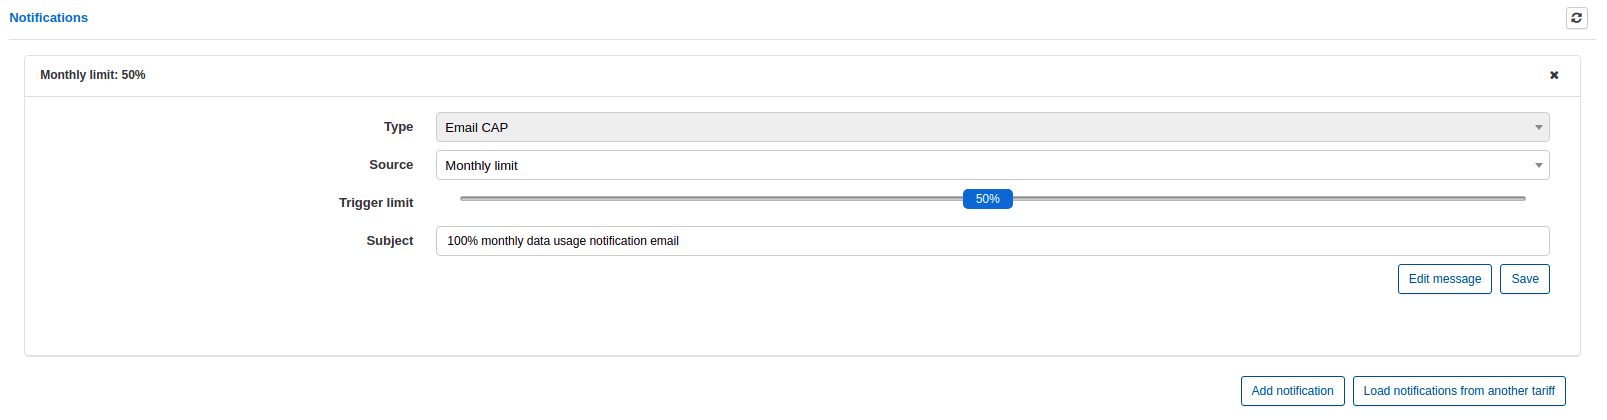 Notifications
Monthly limit: 50%
Type
Email CAP
Source
Monthly limit
Trigger limit
50%
Subject
100% monthly data usage notification email
Edit message
Save
Add notification
Load notifications from another tariff